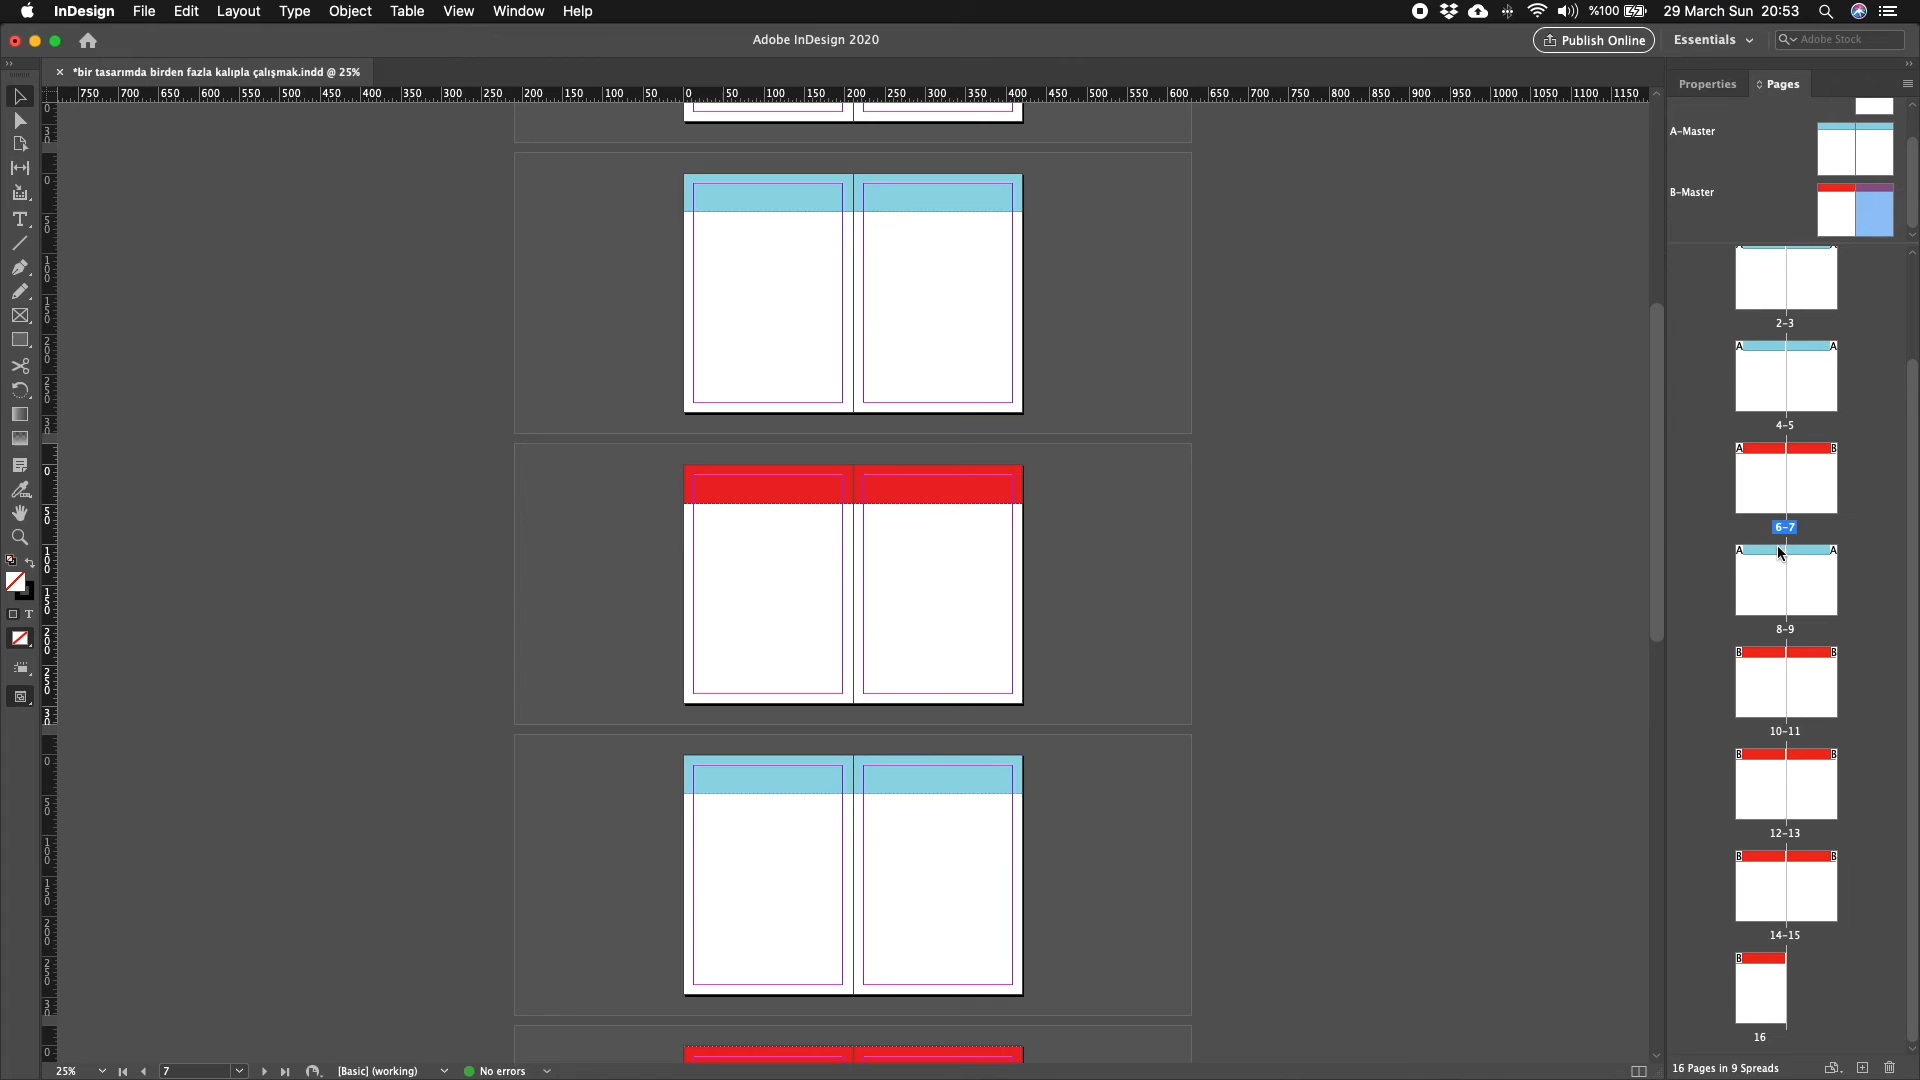 InDesign File Edit Layout Type Object Table View Window Help %100 29 March Sun 20:53
Adobe InDesign 2020 Publish Online Essentials Adobe Stock
*bir tasarımda birden fazla kalıpla çalışmak.indd @ 25% Properties Pages
750 700 650 600 550 500 450 400 350 300 250 200 150 100 50 0 50 100 150 200 250 300 350 400 450 500 550 600 650 700 750 800 850 900 950 1000 1050 1100 1150
A-Master
B-Master
2-3
A A
4-5
A B
6-7
A A
8-9
B B
10-11
B B
12-13
B B
14-15
B
16
25% 7 [Basic] (working) No errors 16 Pages in 9 Spreads